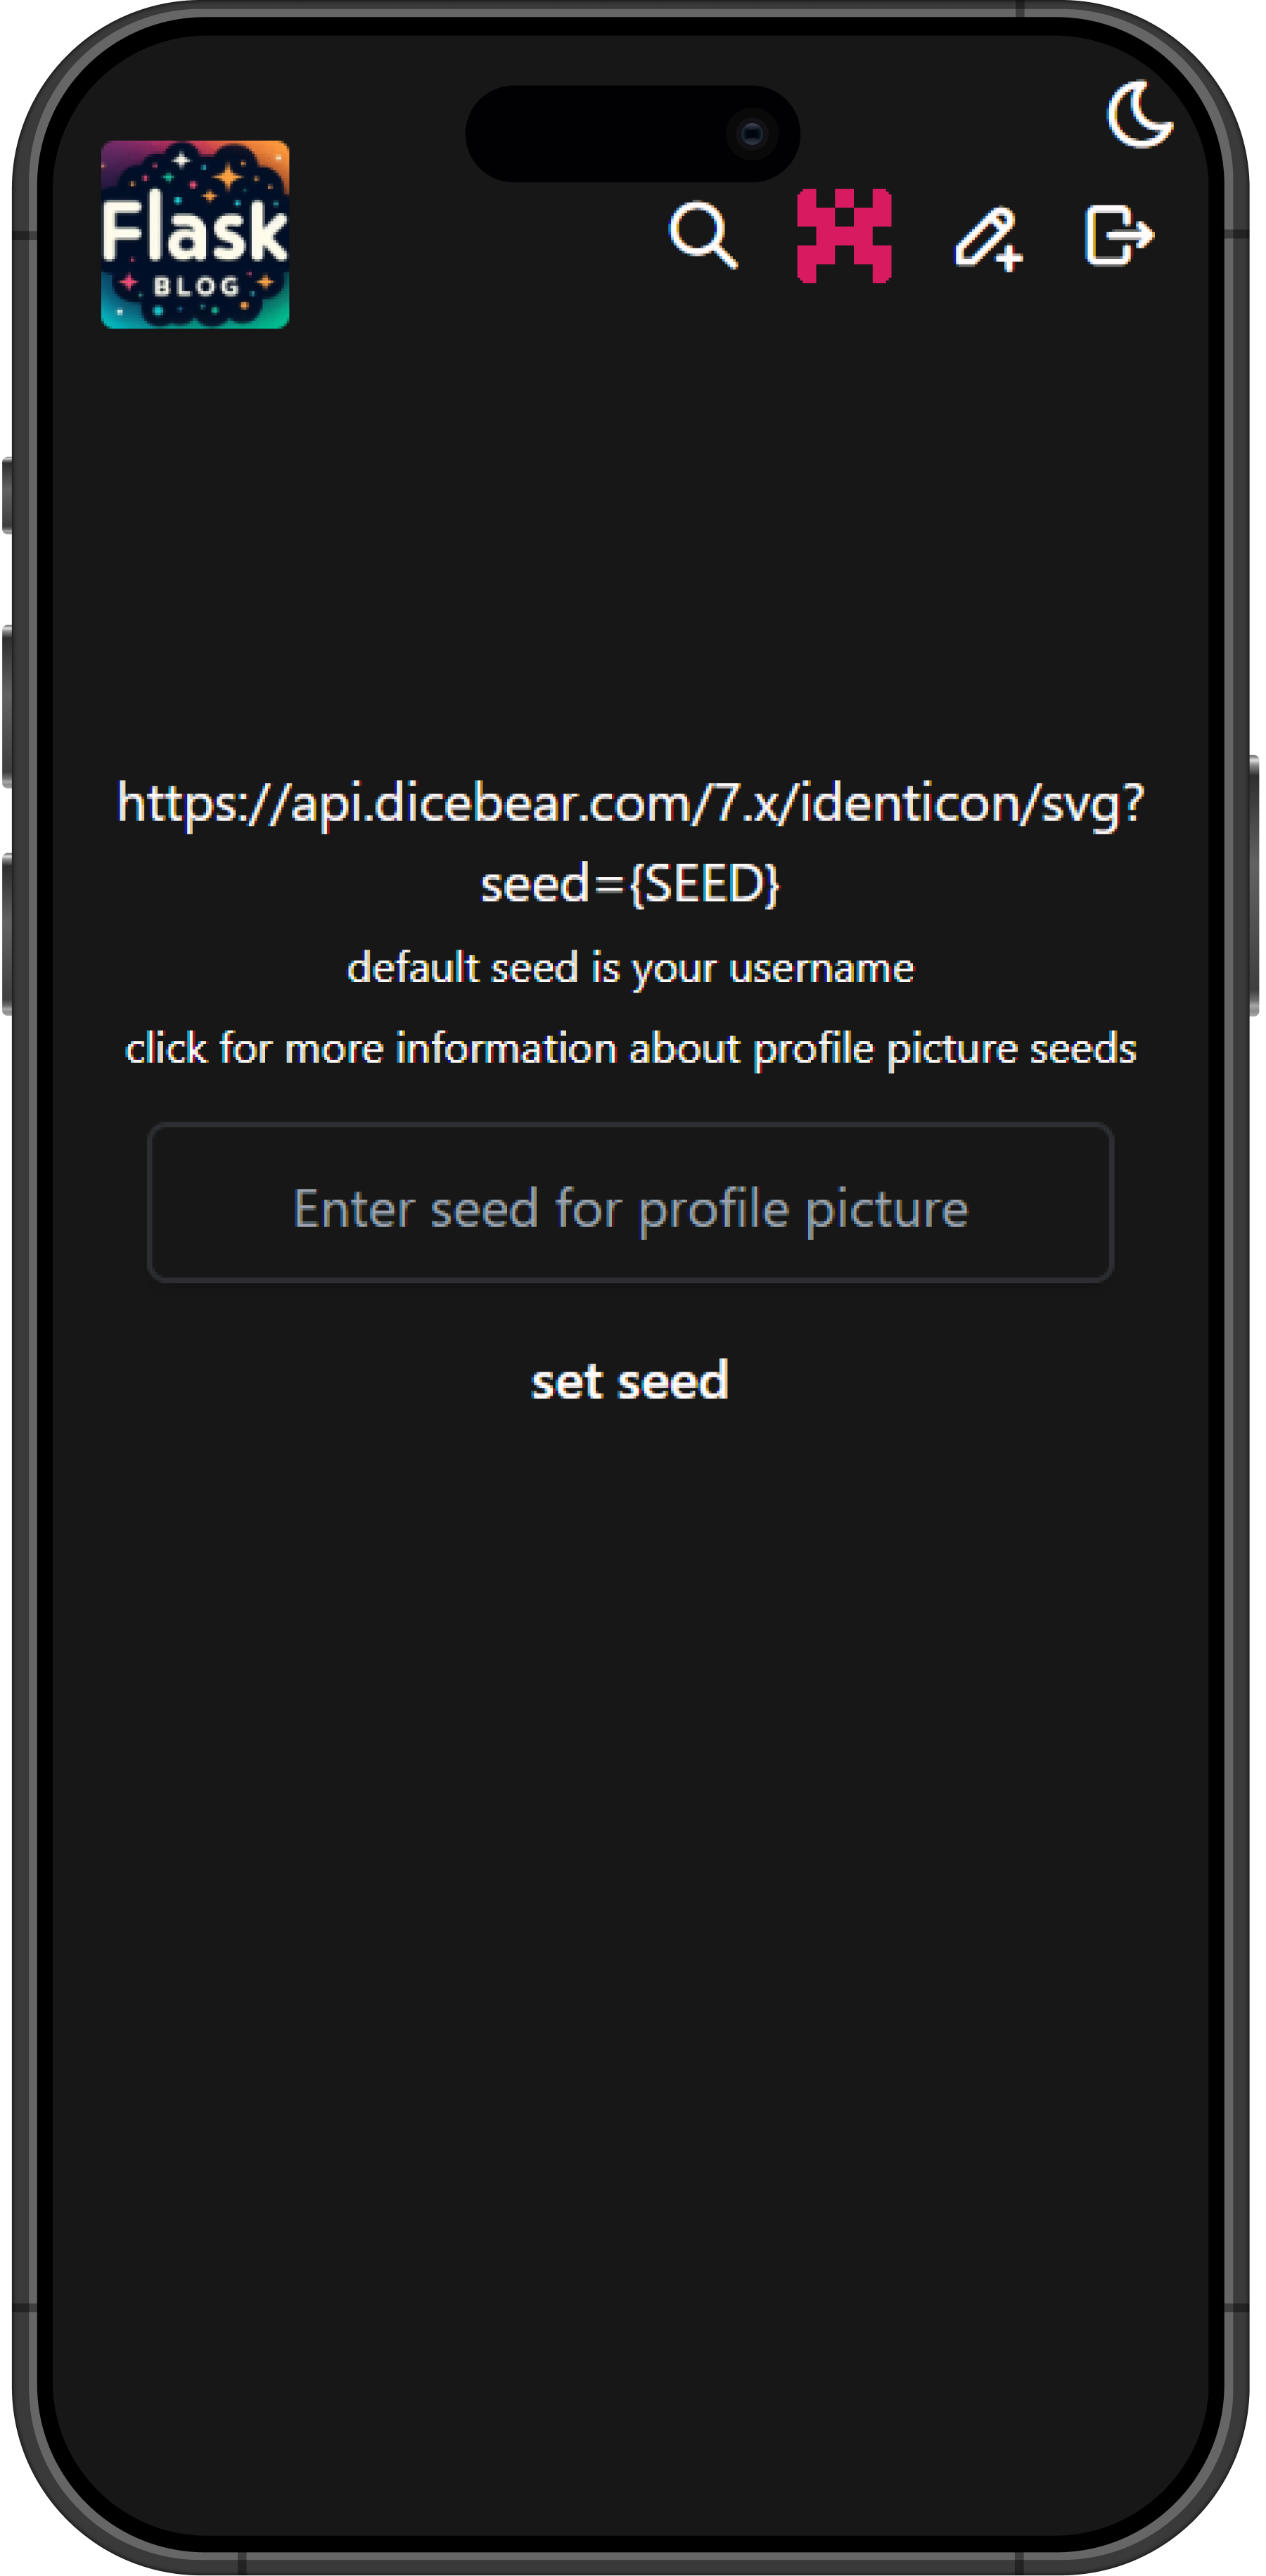 Flask
BLOG
https://api.dicebear.com/7.x/identicon/svg?
seed={SEED}
default seed is your username
click for more information about profile picture seeds
Enter seed for profile picture
set seed